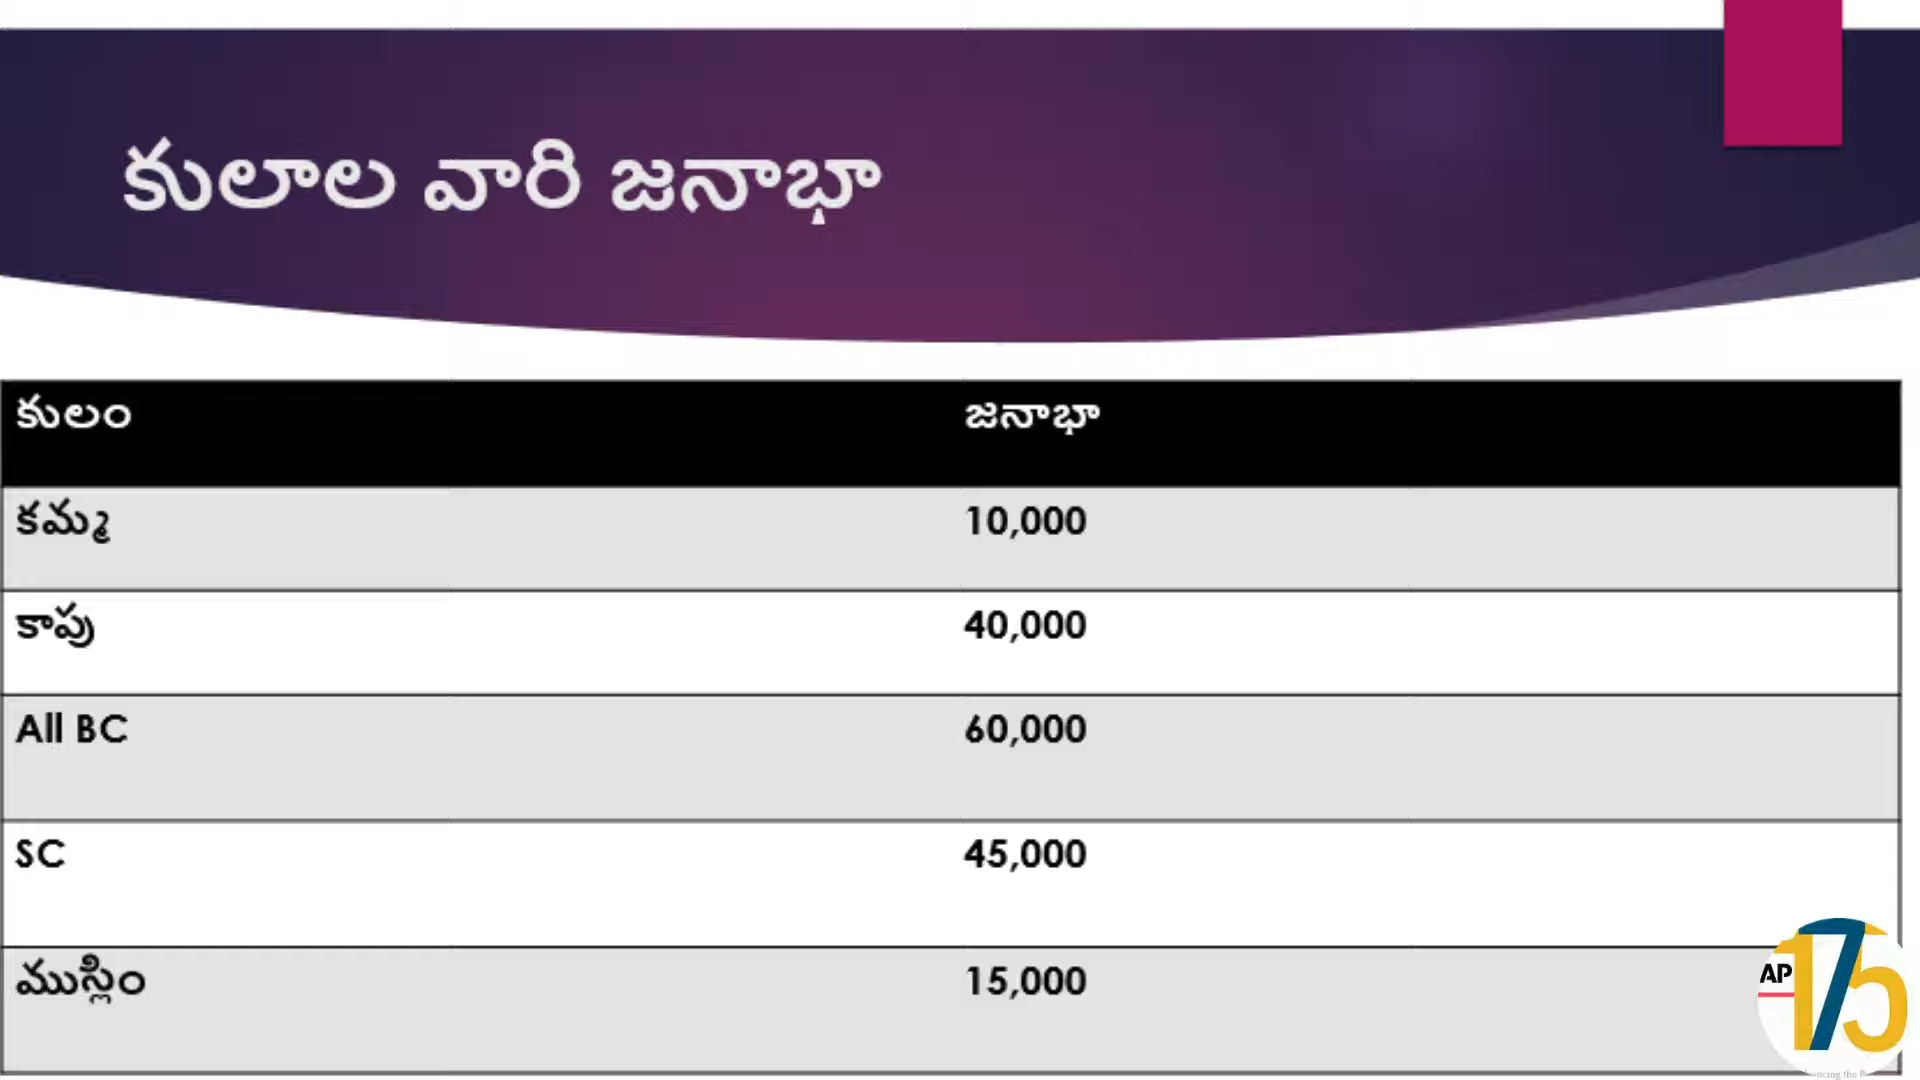 కులాల వారి జనాభా
కులం జనాభా
కమ్మ 10,000
కాపు 40,000
All BC 60,000
SC 45,000
ముస్లిం 15,000
AP 175